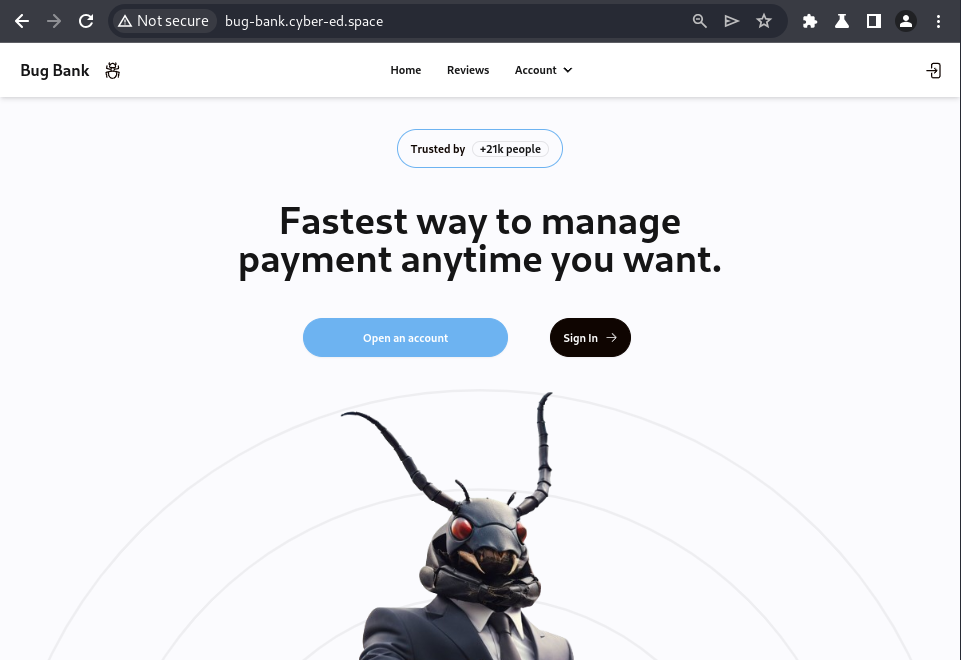 Not secure bug-bank.cyber-ed.space
Bug Bank Home Reviews Account
Trusted by +21k people
Fastest way to manage
payment anytime you want.
Open an account Sign In